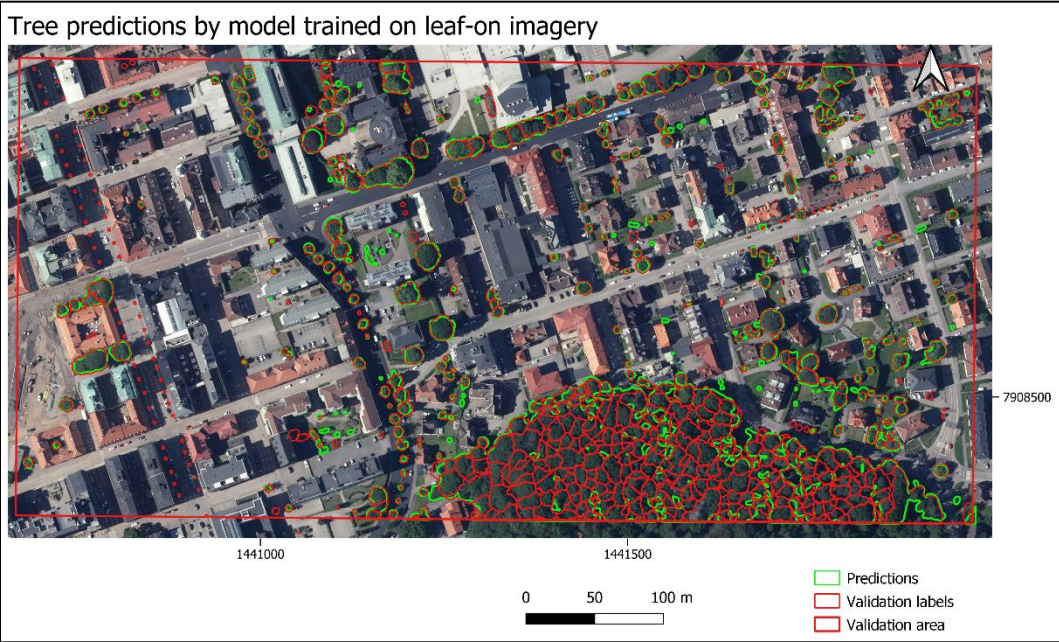 Tree predictions by model trained on leaf-on imagery
7908500
1441000
1441500
0 50 100 m
Predictions
Validation labels
Validation area